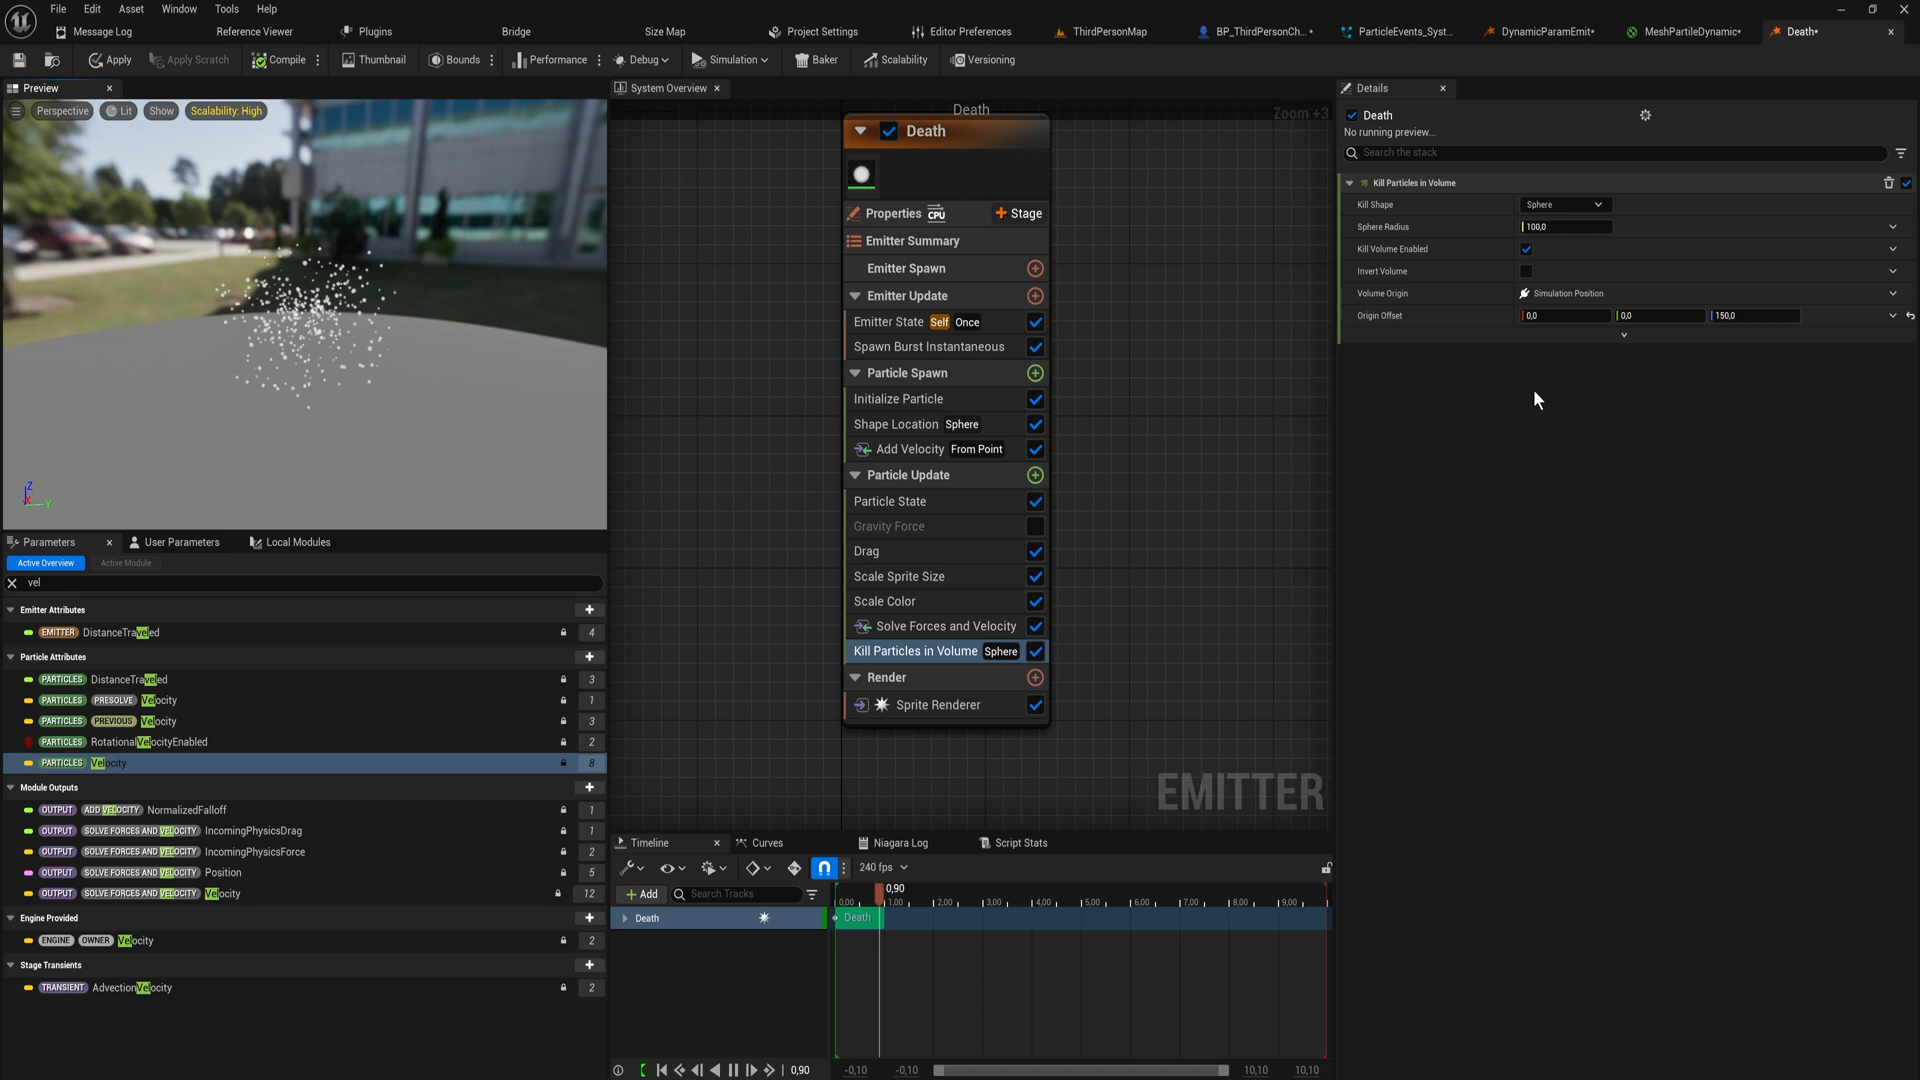 File Edit Asset Window Tools Help
Message Log Reference Viewer Plugins Bridge Size Map Project Settings Editor Preferences ThirdPersonMap BP_ThirdPersonCh... • ParticleEvents_Syst... DynamicParamEmit* MeshPartileDynamic* Death*
Apply Apply Scratch Compile Thumbnail Bounds Performance Debug Simulation Baker Scalability Versioning
Preview
Perspective Lit Show Scalability: High
Z
X
Y
Parameters User Parameters Local Modules
Active Overview Active Module
vel
Emitter Attributes
EMITTER DistanceTraveled 4
Particle Attributes
PARTICLES DistanceTraveled 3
PARTICLES PRESOLVE Velocity 1
PARTICLES PREVIOUS Velocity 3
PARTICLES RotationalVelocityEnabled 2
PARTICLES Velocity 8
Module Outputs
OUTPUT ADD VELOCITY NormalizedFalloff 1
OUTPUT SOLVE FORCES AND VELOCITY IncomingPhysicsDrag 1
OUTPUT SOLVE FORCES AND VELOCITY IncomingPhysicsForce 2
OUTPUT SOLVE FORCES AND VELOCITY Position 5
OUTPUT SOLVE FORCES AND VELOCITY Velocity 12
Engine Provided
ENGINE OWNER Velocity 2
Stage Transients
TRANSIENT AdvectionVelocity 2
System Overview
Death
Zoom +3
Death
Properties CPU Stage
Emitter Summary
Emitter Spawn
Emitter Update
Emitter State Self Once
Spawn Burst Instantaneous
Particle Spawn
Initialize Particle
Shape Location Sphere
Add Velocity From Point
Particle Update
Particle State
Gravity Force
Drag
Scale Sprite Size
Scale Color
Solve Forces and Velocity
Kill Particles in Volume Sphere
Render
Sprite Renderer
EMITTER
Timeline Curves Niagara Log Script Stats
240 fps
Add Search Tracks
0,90
0,00 1,00 2,00 3,00 4,00 5,00 6,00 7,00 8,00 9,00
Death Death
0,90 -0,10 -0,10 10,10 10,10
Details
Death
No running preview...
Search the stack
Kill Particles in Volume
Kill Shape Sphere
Sphere Radius 100,0
Kill Volume Enabled
Invert Volume
Volume Origin Simulation Position
Origin Offset 0,0 0,0 150,0